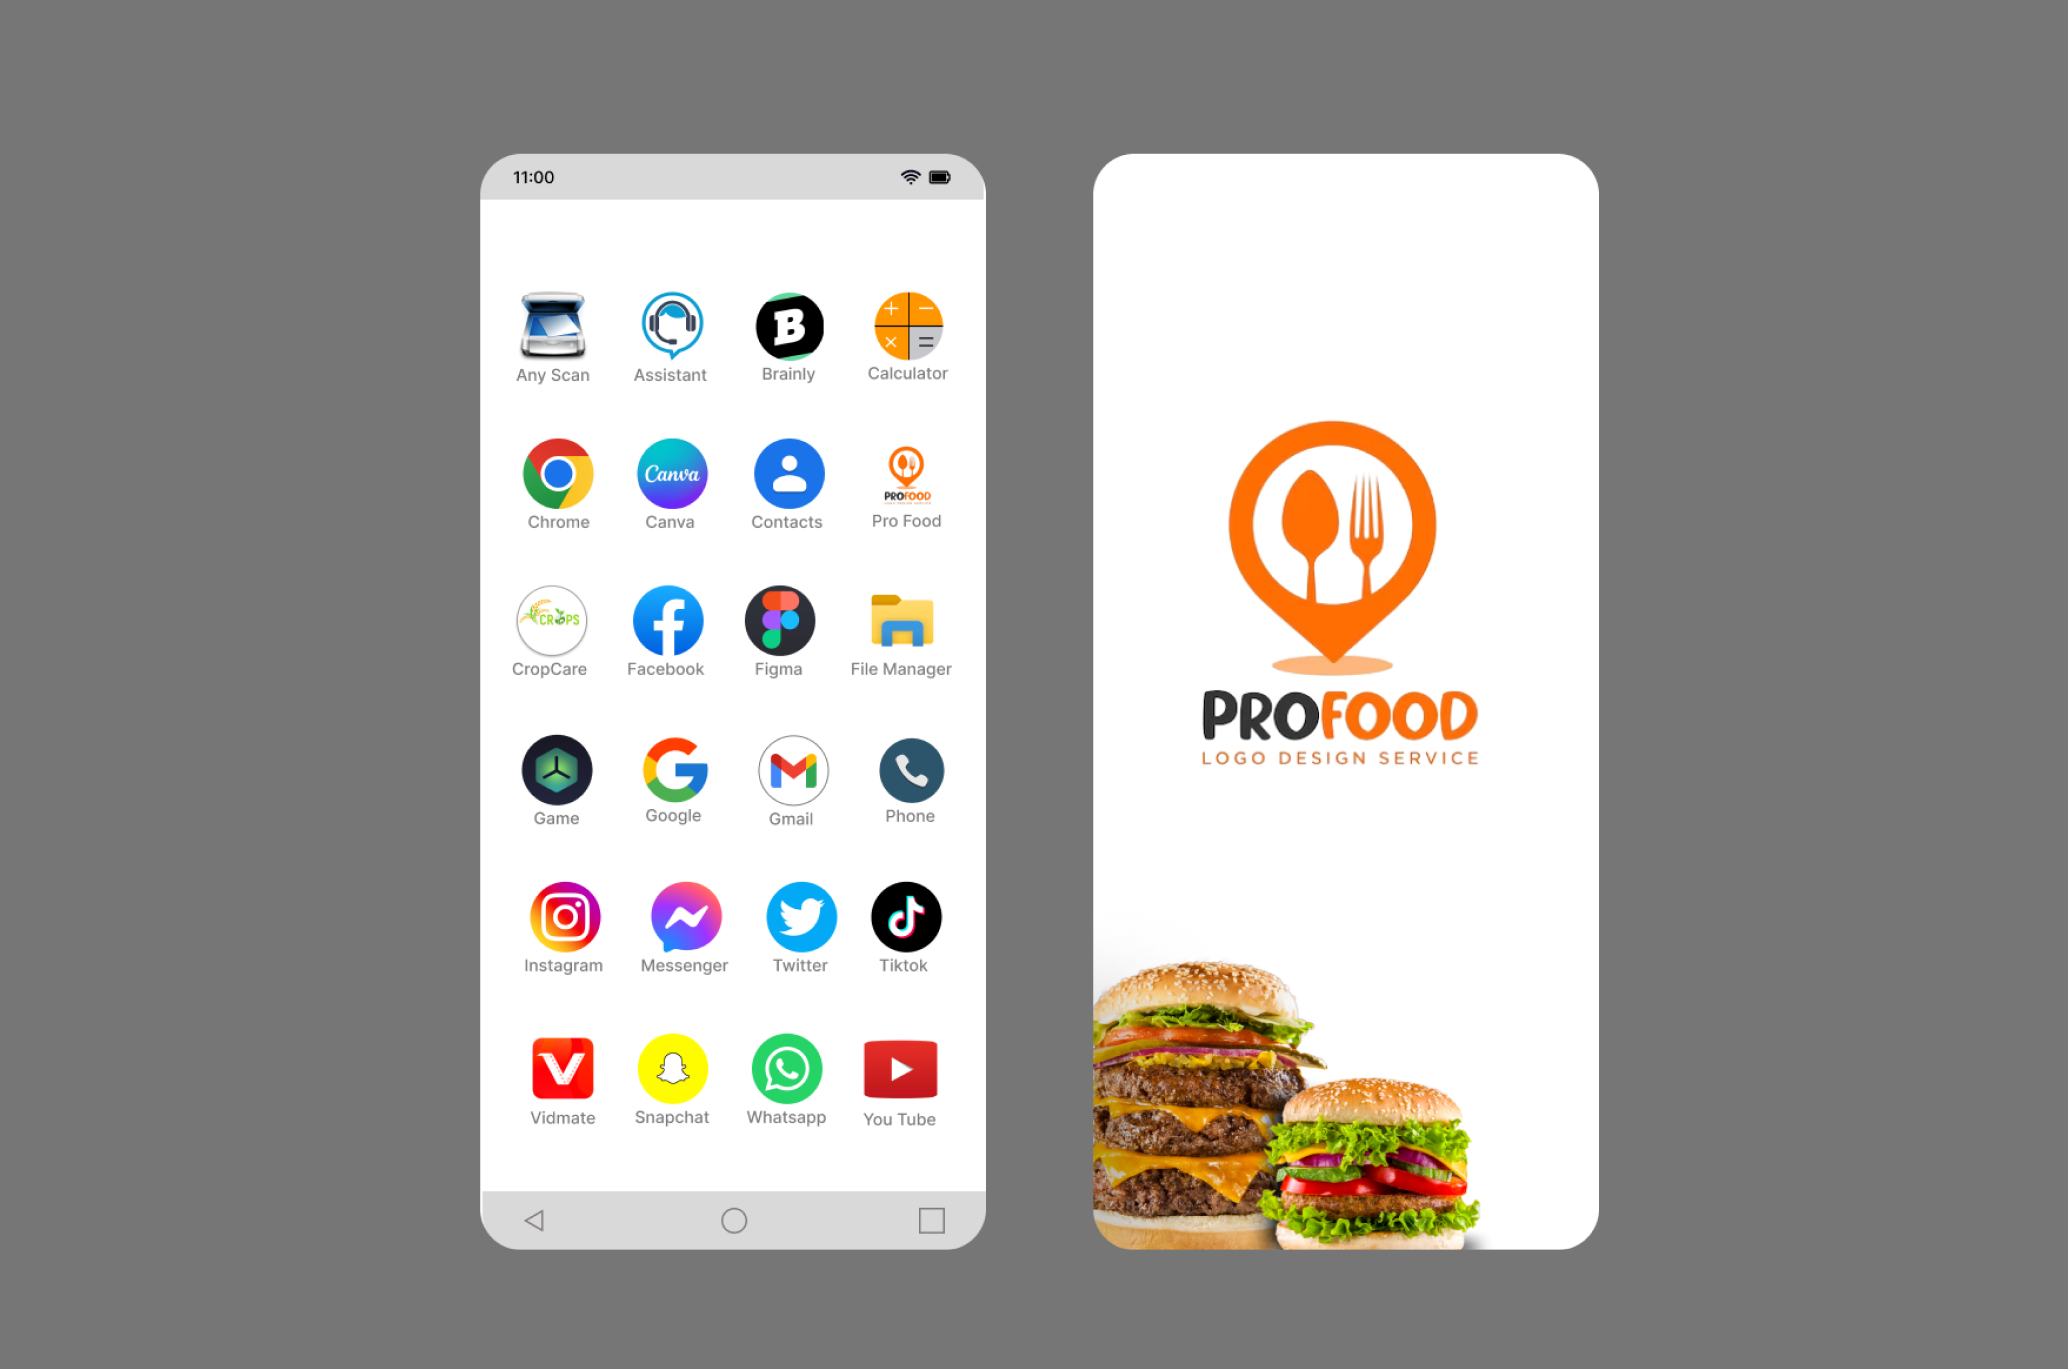 11:00
Any Scan
Assistant
B
Brainly
Calculator
Canva
PROFOOD
Chrome
Canva
Contacts
Pro Food
CROPS
CropCare
Facebook
Figma
File Manager
Game
Google
Gmail
Phone
Instagram
Messenger
Twitter
Tiktok
Vidmate
Snapchat
Whatsapp
You Tube
PROFOOD
LOGO DESIGN SERVICE